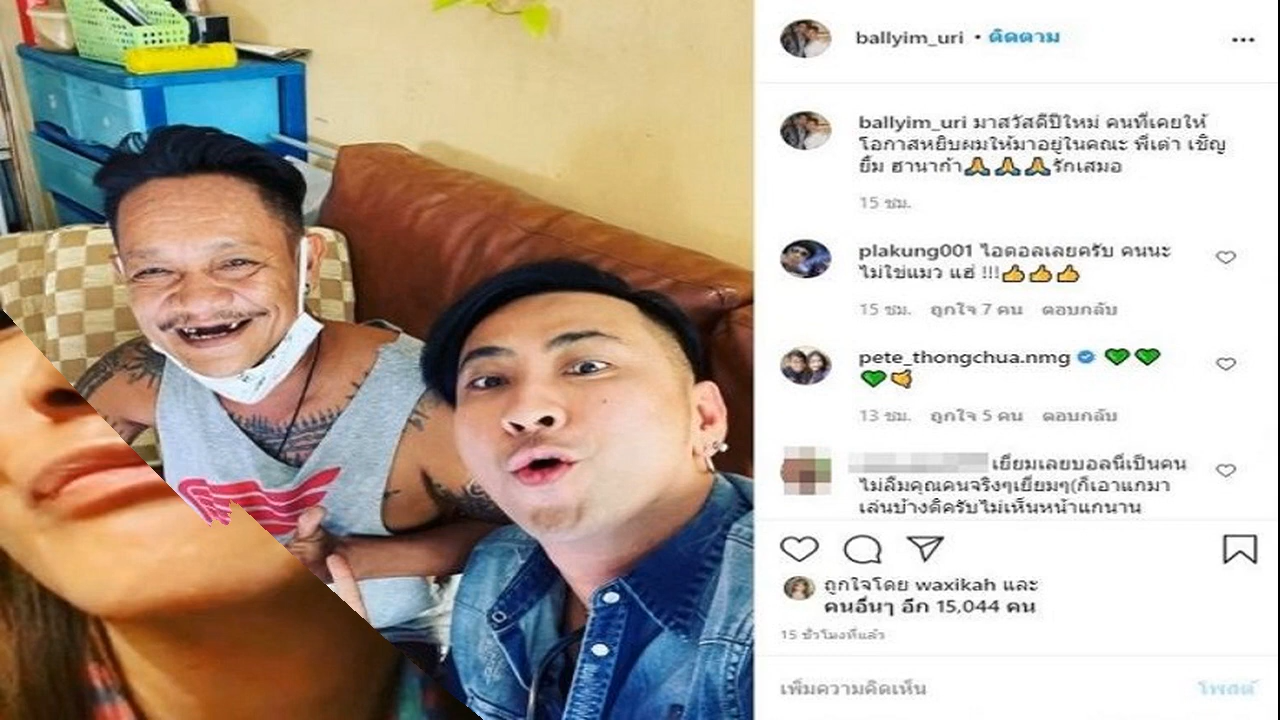 ballyim_uri • ติดตาม
ballyim_uri มาสวัสดีปีใหม่ คนที่เคยให้
โอกาสหยิบผมให้มาอยู่ในคณะ พี่เต่า เชิญ
ยิ้ม ฮานาก้า🙏🙏🙏รักเสมอ
15 ชม.
plakung001 ไอดอลเลยครับ คนนะ
ไม่ใช่แมว แฮ่ !!!👍👍👍
15 ชม. ถูกใจ 7 คน ตอบกลับ
pete_thongchua.nmg 💚💚
💚🤙
13 ชม. ถูกใจ 5 คน ตอบกลับ
เยี่ยมเลยบอลนี่เป็นคน
ไม่ลืมคุณคนจริงๆเยี่ยมๆ(ก็เอาแกมา
เล่นบ้างดิครับไม่เห็นหน้าแกนาน
ถูกใจโดย waxikah และ
คนอื่นๆ อีก 15,044 คน
15 ชั่วโมงที่แล้ว
เพิ่มความคิดเห็น
โพสต์